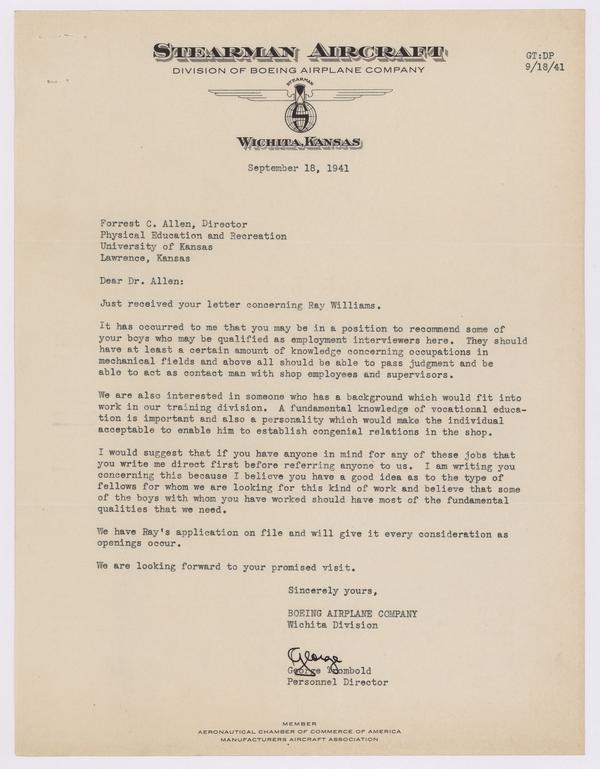 STEARMAN AIRCRAFT
DIVISION OF BOEING AIRPLANE COMPANY
GT:DP
9/18/41
STEARMAN
WICHITA, KANSAS
September 18, 1941
Forrest C. Allen, Director
Physical Education and Recreation
University of Kansas
Lawrence, Kansas
Dear Dr. Allen:
Just received your letter concerning Ray Williams.
It has occurred to me that you may be in a position to recommend some of
your boys who may be qualified as employment interviewers here. They should
have at least a certain amount of knowledge concerning occupations in
mechanical fields and above all should be able to pass judgment and be
able to act as contact man with shop employees and supervisors.
We are also interested in someone who has a background which would fit into
work in our training division. A fundamental knowledge of vocational educa-
tion is important and also a personality which would make the individual
acceptable to enable him to establish congenial relations in the shop.
I would suggest that if you have anyone in mind for any of these jobs that
you write me direct first before referring anyone to us. I am writing you
concerning this because I believe you have a good idea as to the type of
fellows for whom we are looking for this kind of work and believe that some
of the boys with whom you have worked should have most of the fundamental
qualities that we need.
We have Ray's application on file and will give it every consideration as
openings occur.
We are looking forward to your promised visit.
Sincerely yours,
BOEING AIRPLANE COMPANY
Wichita Division
George
George Trombold
Personnel Director
MEMBER
AERONAUTICAL CHAMBER OF COMMERCE OF AMERICA
MANUFACTURERS AIRCRAFT ASSOCIATION